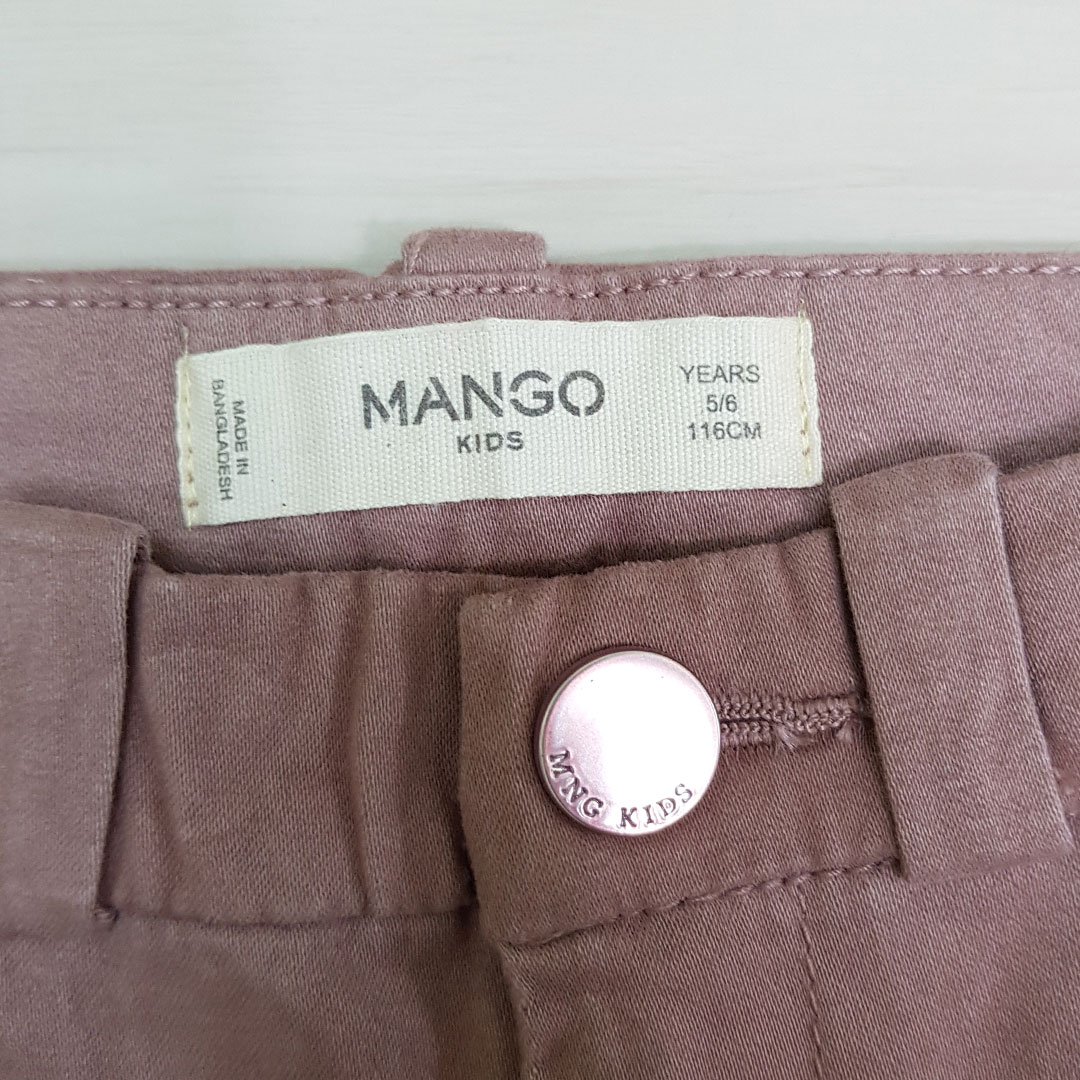 MADE IN
BANGLADESH
MANGO
KIDS
YEARS
5/6
116CM
MNG KIDS